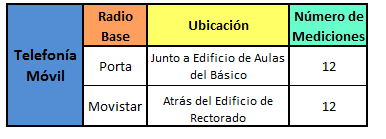 Telefonía
Móvil
Radio
Base
Ubicación
Número de
Mediciones
Porta
Junto a Edificio de Aulas
del Básico
12
Movistar
Atrás del Edificio de
Rectorado
12